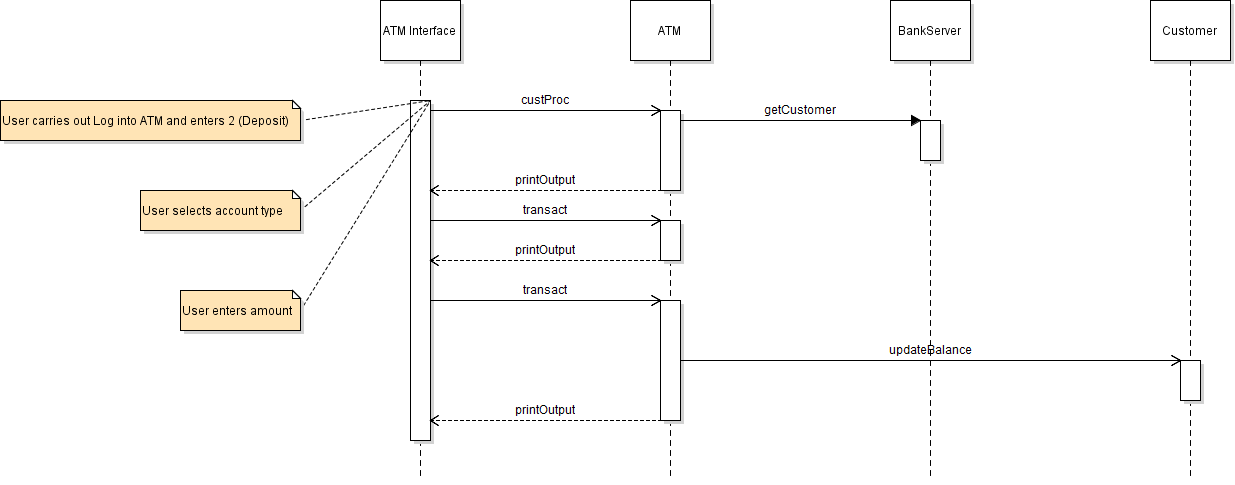 ATM Interface
ATM
BankServer
Customer
custProc
User carries out Log into ATM and enters 2 (Deposit)
getCustomer
printOutput
User selects account type
transact
printOutput
transact
User enters amount
updateBalance
printOutput